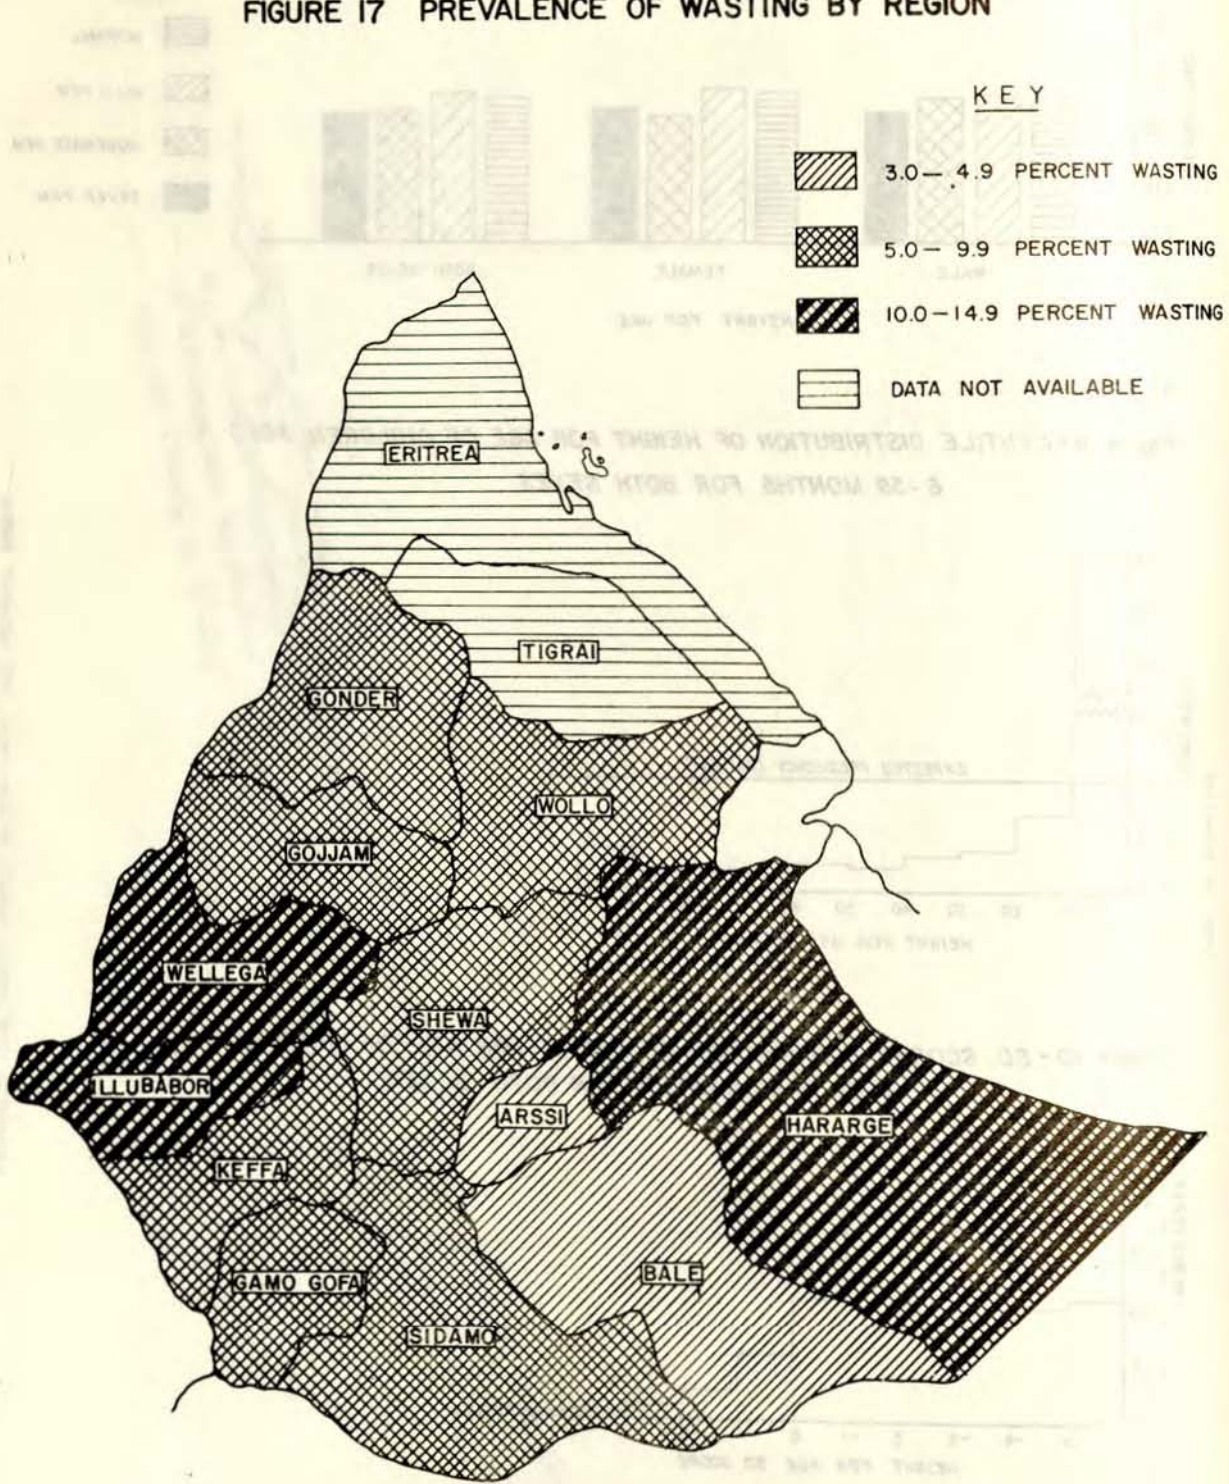 FIGURE 17 PREVALENCE OF WASTING BY REGION
KEY
3.0 — 4.9 PERCENT WASTING
5.0 — 9.9 PERCENT WASTING
10.0 — 14.9 PERCENT WASTING
DATA NOT AVAILABLE
ERITREA
TIGRAI
GONDER
WOLLO
GOJJAM
WELLEGA
SHEWA
ILLUBABOR
ARSSI
HARARGE
KEFFA
BALE
GAMO GOFA
SIDAMO